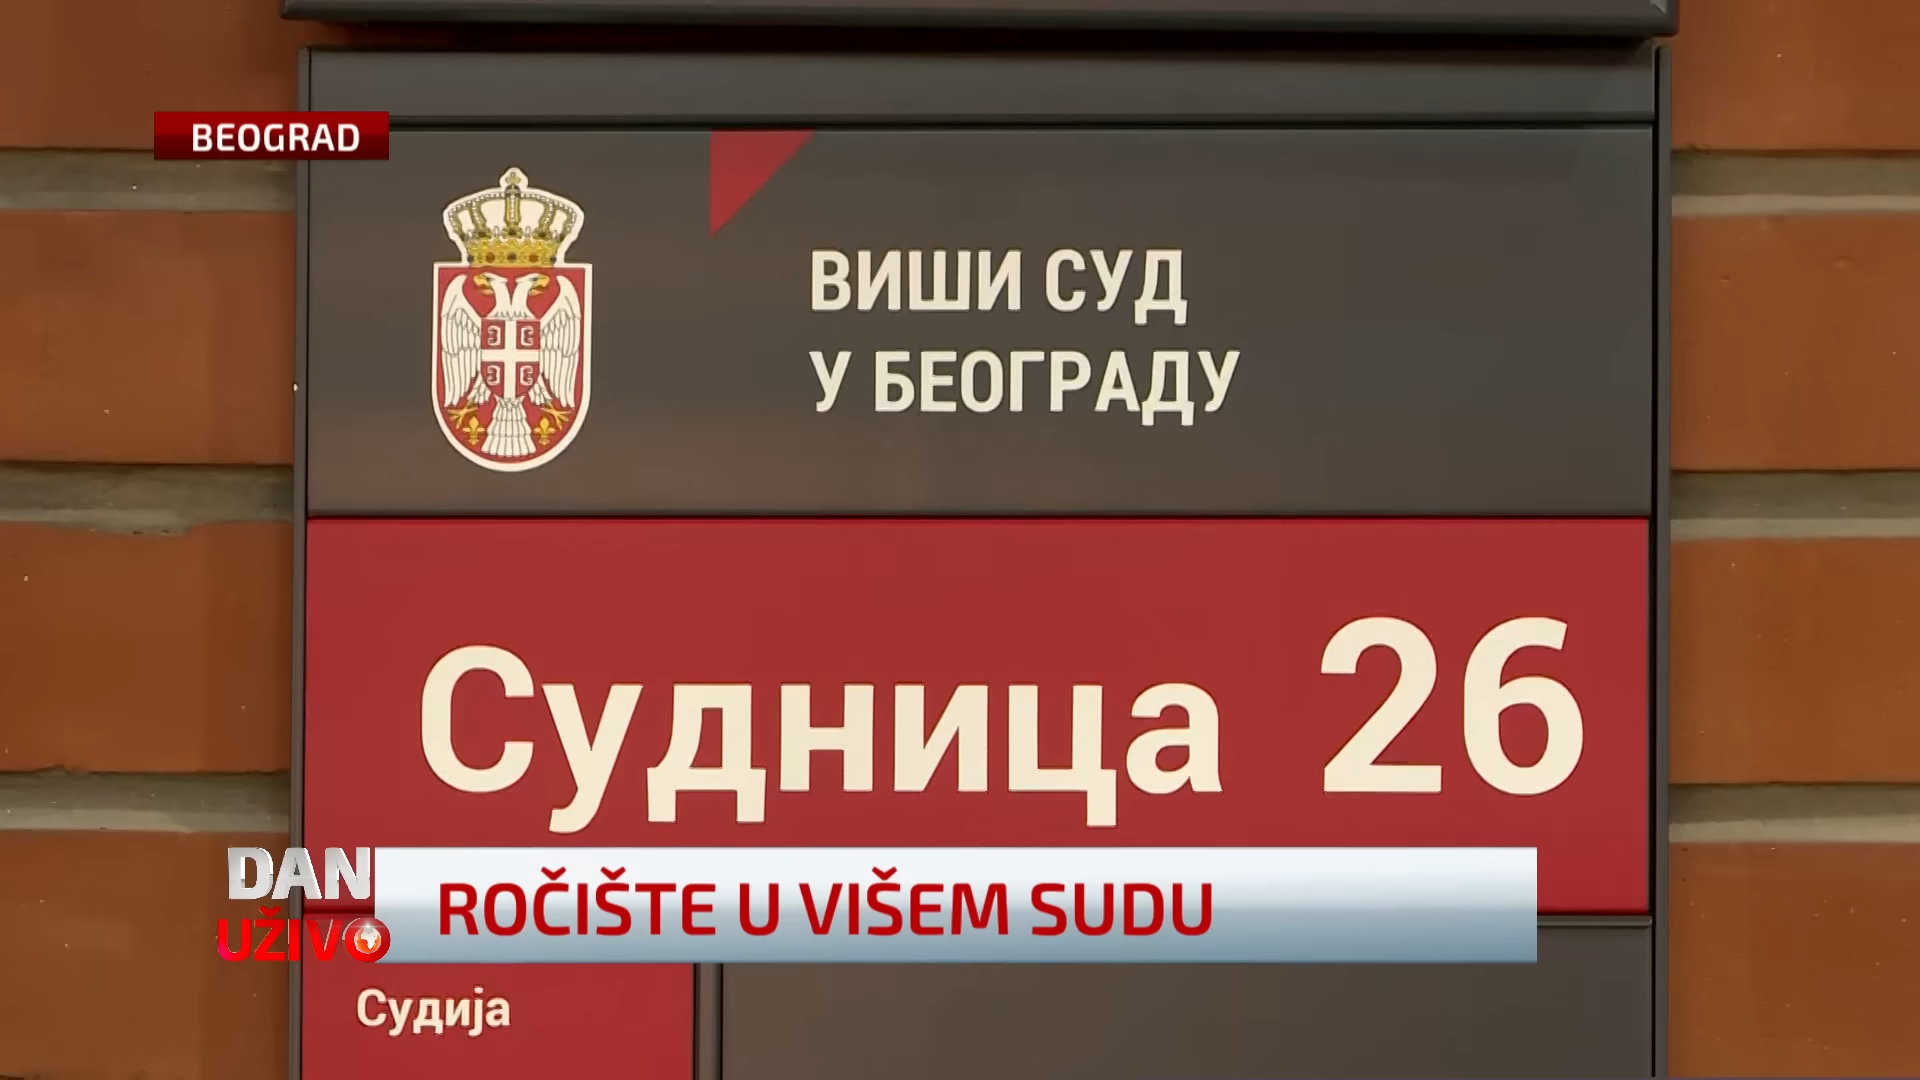 BEOGRAD
ВИШИ СУД
У БЕОГРАДУ
Судница 26
DAN
UŽIVO
ROČIŠTE U VIŠEM SUDU
Судија